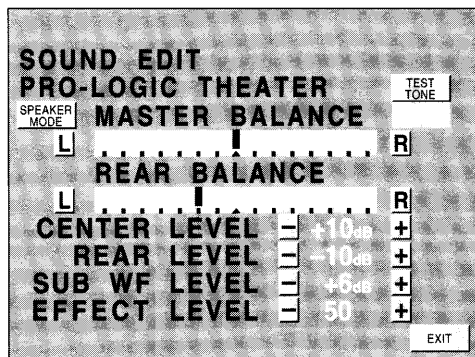 SOUND EDIT
PRO-LOGIC THEATER
TEST
TONE
SPEAKER
MODE
MASTER BALANCE
L R
REAR BALANCE
L R
CENTER LEVEL − +10dB +
REAR LEVEL − −10dB +
SUB WF LEVEL − +6dB +
EFFECT LEVEL − 50 +
EXIT